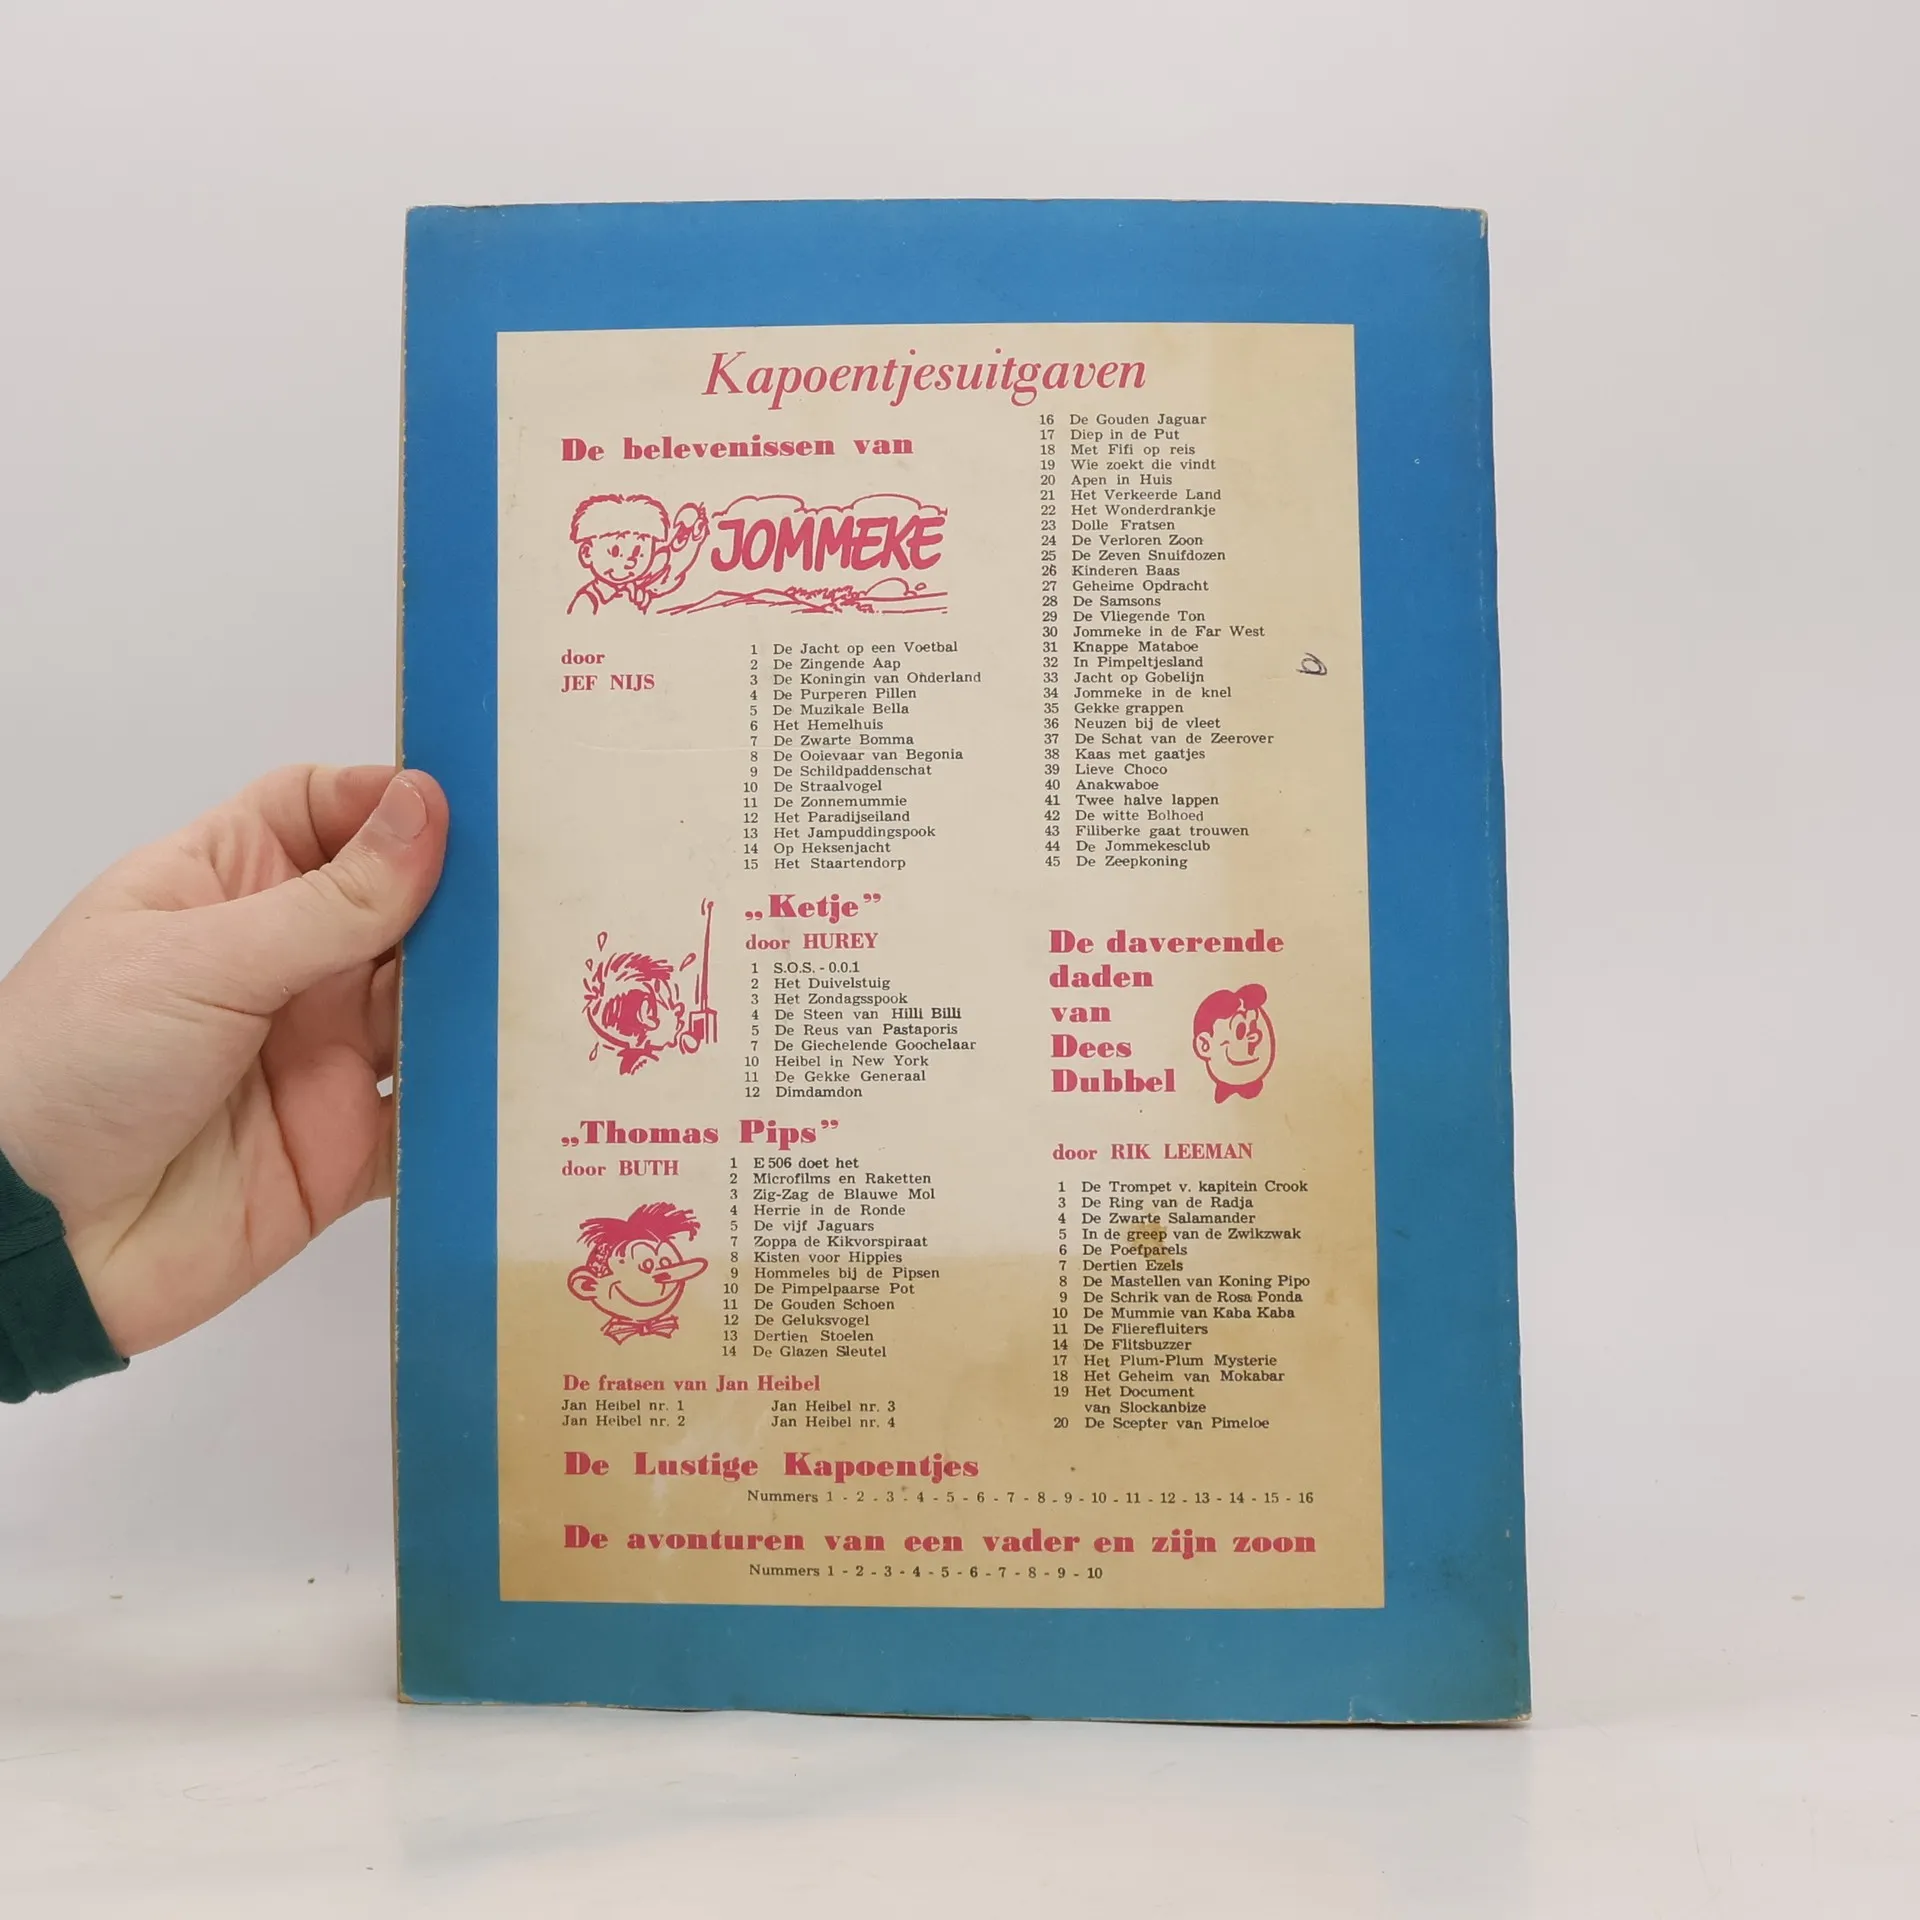 Kapoentjesuitgaven
De belevenissen van
JOMMEKE
door
JEF NIJS
1 De Jacht op een Voetbal
2 De Zingende Aap
3 De Koningin van Onderland
4 De Purperen Pillen
5 De Muzikale Bella
6 Het Hemelhuis
7 De Zwarte Bomma
8 De Ooievaar van Begonia
9 De Schildpaddenschat
10 De Straalvogel
11 De Zonnemummie
12 Het Paradijseiland
13 Het Jampuddingspook
14 Op Heksenjacht
15 Het Staartendorp
16 De Gouden Jaguar
17 Diep in de Put
18 Met Fifi op reis
19 Wie zoekt die vindt
20 Apen in Huis
21 Het Verkeerde Land
22 Het Wonderdrankje
23 Dolle Fratsen
24 De Verloren Zoon
25 De Zeven Snuifdozen
26 Kinderen Baas
27 Geheime Opdracht
28 De Samsons
29 De Vliegende Ton
30 Jommeke in de Far West
31 Knappe Mataboe
32 In Pimpeltjesland
33 Jacht op Gobelijn
34 Jommeke in de knel
35 Gekke grappen
36 Neuzen bij de vleet
37 De Schat van de Zeerover
38 Kaas met gaatjes
39 Lieve Choco
40 Anakwaboe
41 Twee halve lappen
42 De witte Bolhoed
43 Filiberke gaat trouwen
44 De Jommekesclub
45 De Zeepkoning
„Ketje”
door HUREY
1 S.O.S. - 0.0.1
2 Het Duivelstuig
3 Het Zondagsspook
4 De Steen van Hilli Billi
5 De Reus van Pastaporis
7 De Giechelende Goochelaar
10 Heibel in New York
11 De Gekke Generaal
12 Dimdamdon
„Thomas Pips”
door BUTH
1 E 506 doet het
2 Microfilms en Raketten
3 Zig-Zag de Blauwe Mol
4 Herrie in de Ronde
5 De vijf Jaguars
7 Zoppa de Kikvorspiraat
8 Kisten voor Hippies
9 Hommeles bij de Pipsen
10 De Pimpelpaarse Pot
11 De Gouden Schoen
12 De Geluksvogel
13 Dertien Stoelen
14 De Glazen Sleutel
De daverende
daden
van
Dees
Dubbel
door RIK LEEMAN
1 De Trompet v. kapitein Crook
3 De Ring van de Radja
4 De Zwarte Salamander
5 In de greep van de Zwikzwak
6 De Poefparels
7 Dertien Ezels
8 De Mastellen van Koning Pipo
9 De Schrik van de Rosa Ponda
10 De Mummie van Kaba Kaba
11 De Flierefluiters
14 De Flitsbuzzer
17 Het Plum-Plum Mysterie
18 Het Geheim van Mokabar
19 Het Document
van Slockanbize
20 De Scepter van Pimeloe
De fratsen van Jan Heibel
Jan Heibel nr. 1 Jan Heibel nr. 3
Jan Heibel nr. 2 Jan Heibel nr. 4
De Lustige Kapoentjes
Nummers 1 - 2 - 3 - 4 - 5 - 6 - 7 - 8 - 9 - 10 - 11 - 12 - 13 - 14 - 15 - 16
De avonturen van een vader en zijn zoon
Nummers 1 - 2 - 3 - 4 - 5 - 6 - 7 - 8 - 9 - 10